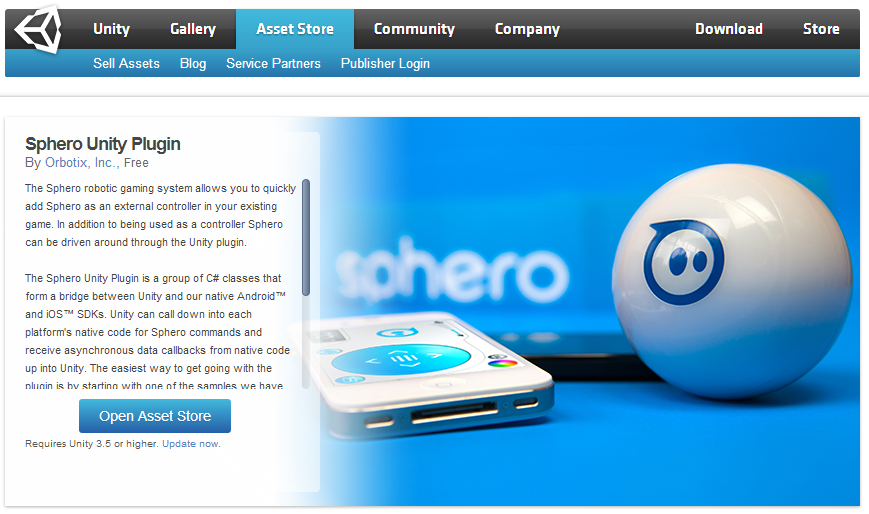 Unity Gallery Asset Store Community Company Download Store
Sell Assets Blog Service Partners Publisher Login
Sphero Unity Plugin
By Orbotix, Inc., Free
The Sphero robotic gaming system allows you to quickly
add Sphero as an external controller in your existing
game. In addition to being used as a controller Sphero
can be driven around through the Unity plugin.
The Sphero Unity Plugin is a group of C# classes that
form a bridge between Unity and our native Android™
and iOS™ SDKs. Unity can call down into each
platform's native code for Sphero commands and
receive asynchronous data callbacks from native code
up into Unity. The easiest way to get going with the
plugin is by starting with one of the samples we have
sphero
Open Asset Store
Requires Unity 3.5 or higher. Update now.